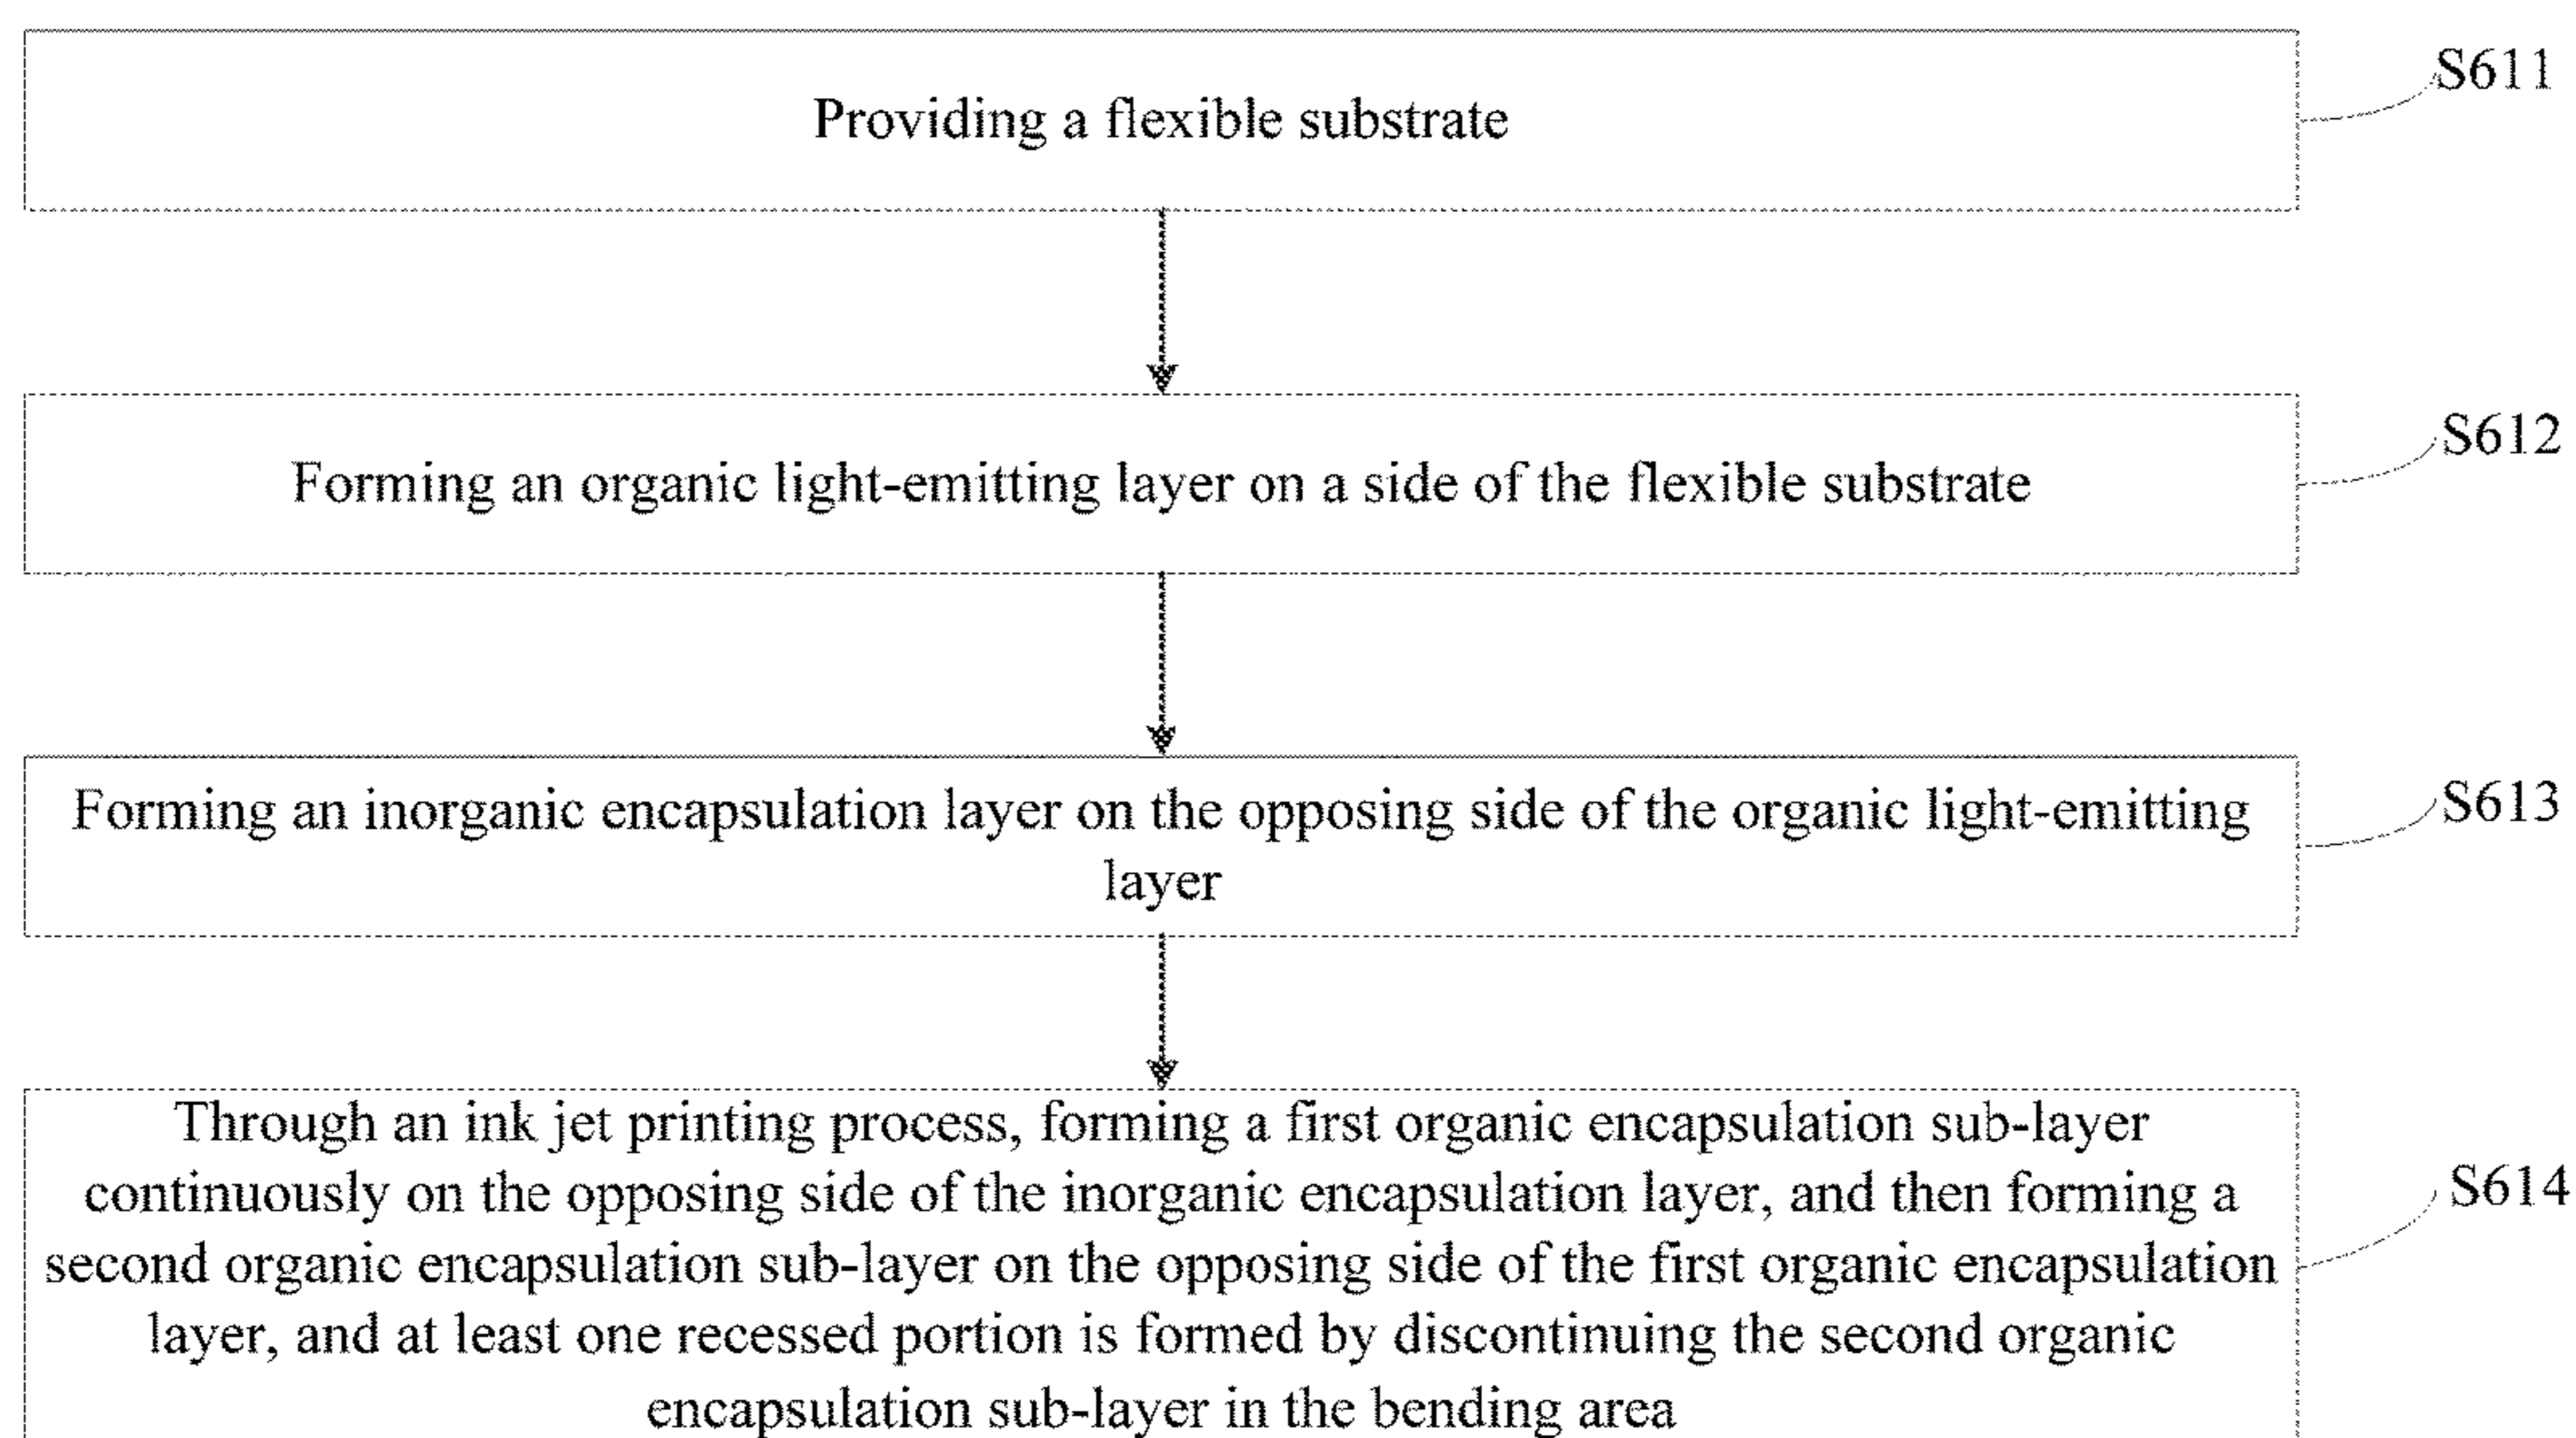 Providing a flexible substrate
S611
Forming an organic light-emitting layer on a side of the flexible substrate
S612
Forming an inorganic encapsulation layer on the opposing side of the organic light-emitting
layer
S613
Through an ink jet printing process, forming a first organic encapsulation sub-layer
continuously on the opposing side of the inorganic encapsulation layer, and then forming a
second organic encapsulation sub-layer on the opposing side of the first organic encapsulation
layer, and at least one recessed portion is formed by discontinuing the second organic
encapsulation sub-layer in the bending area
S614